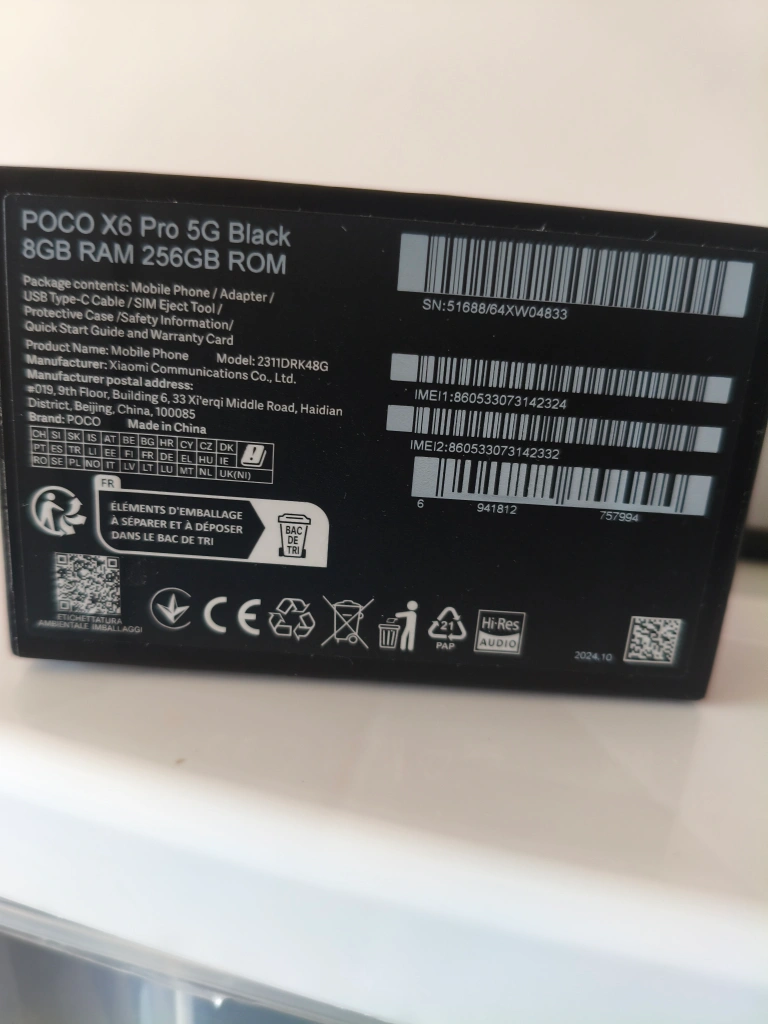 POCO X6 Pro 5G Black
8GB RAM 256GB ROM
Package contents: Mobile Phone / Adapter /
USB Type-C Cable / SIM Eject Tool /
Protective Case /Safety Information/
Quick Start Guide and Warranty Card
Product Name: Mobile Phone Model: 2311DRK48G
Manufacturer: Xiaomi Communications Co., Ltd.
Manufacturer postal address:
#019, 9th Floor, Building 6, 33 Xi'erqi Middle Road, Haidian
District, Beijing, China, 100085
Brand: POCO Made in China
CH SI SK IS AT BE BG HR CY CZ DK
PT ES TR LI EE FI FR DE EL HU IE
RO SE PL NO IT LV LT LU MT NL UK(NI)
SN:51688/64XW04833
IMEI1:860533073142324
IMEI2:860533073142332
6 941812 757994
FR
ÉLÉMENTS D'EMBALLAGE
À SÉPARER ET À DÉPOSER
DANS LE BAC DE TRI
BAC
DE
TRI
ETICHETTATURA
AMBIENTALE IMBALLAGGI
CE
21
PAP
Hi-Res
AUDIO
2024.10